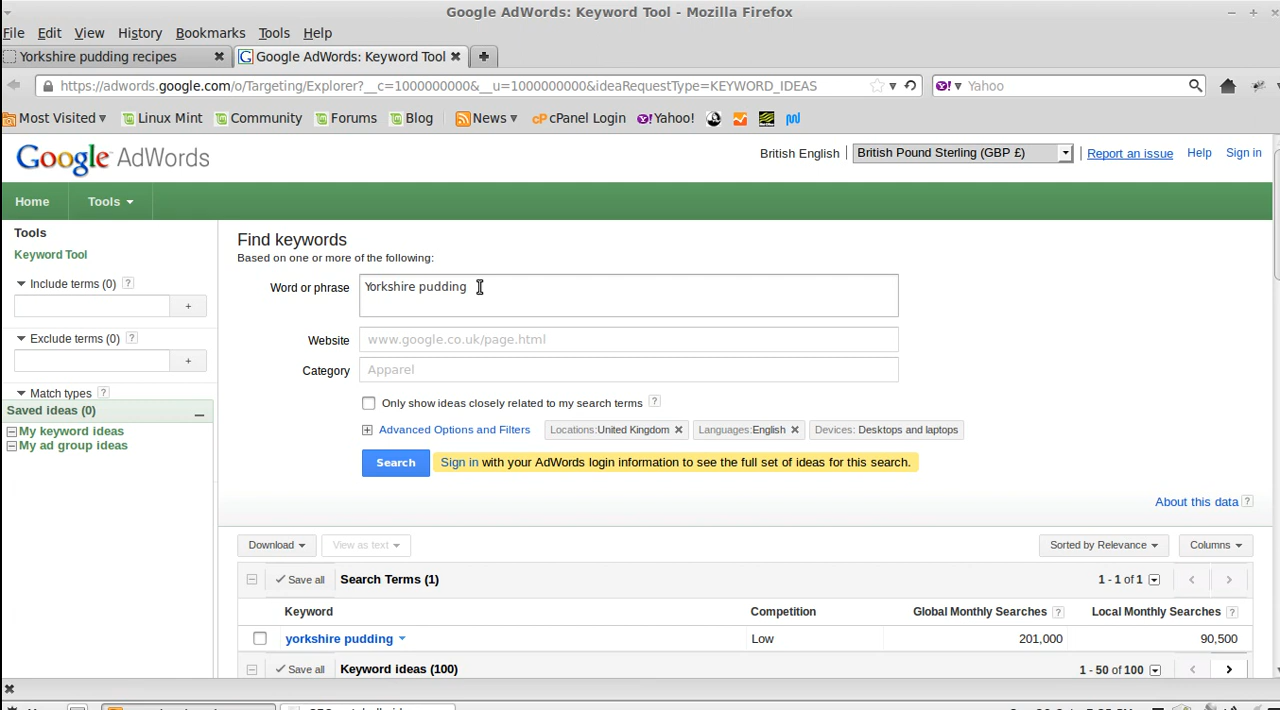 Google AdWords: Keyword Tool - Mozilla Firefox
File Edit View History Bookmarks Tools Help
Yorkshire pudding recipes Google AdWords: Keyword Tool
https://adwords.google.com/o/Targeting/Explorer?__c=1000000000&__u=1000000000&ideaRequestType=KEYWORD_IDEAS Yahoo
Most Visited Linux Mint Community Forums Blog News cPanel Login Yahoo!
Google AdWords British English British Pound Sterling (GBP £) Report an issue Help Sign in
Home Tools
Tools
Keyword Tool
Include terms (0) ?
+
Exclude terms (0) ?
+
Match types ?
Saved ideas (0)
My keyword ideas
My ad group ideas
Find keywords
Based on one or more of the following:
Word or phrase Yorkshire pudding
Website www.google.co.uk/page.html
Category Apparel
Only show ideas closely related to my search terms ?
Advanced Options and Filters Locations:United Kingdom Languages:English Devices: Desktops and laptops
Search Sign in with your AdWords login information to see the full set of ideas for this search.
About this data ?
Download View as text Sorted by Relevance Columns
Save all Search Terms (1) 1 - 1 of 1
Keyword Competition Global Monthly Searches ? Local Monthly Searches ?
yorkshire pudding Low 201,000 90,500
Save all Keyword ideas (100) 1 - 50 of 100